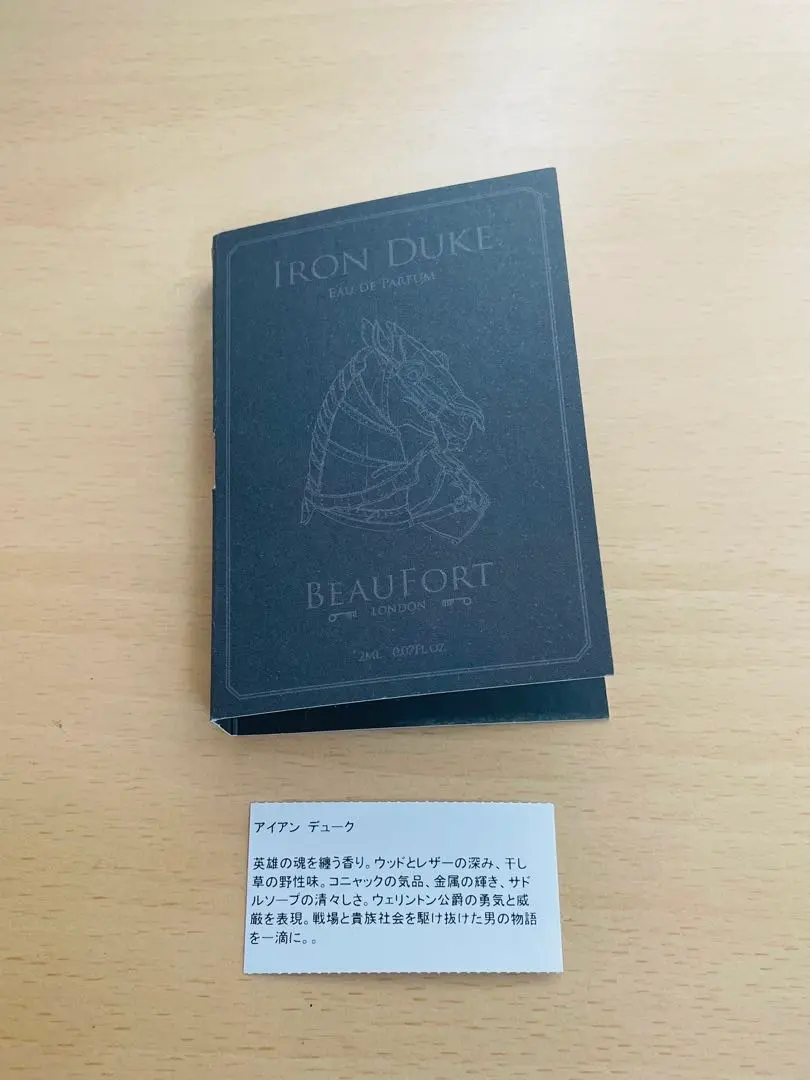 IRON DUKE
EAU DE PARFUM
BEAUFORT
LONDON
2ML 0.07FL OZ
アイアン デューク
英雄の魂を纏う香り。ウッドとレザーの深み、干し
草の野性味。コニャックの気品、金属の輝き、サド
ルソープの清々しさ。ウェリントン公爵の勇気と威
厳を表現。戦場と貴族社会を駆け抜けた男の物語
を一滴に。。